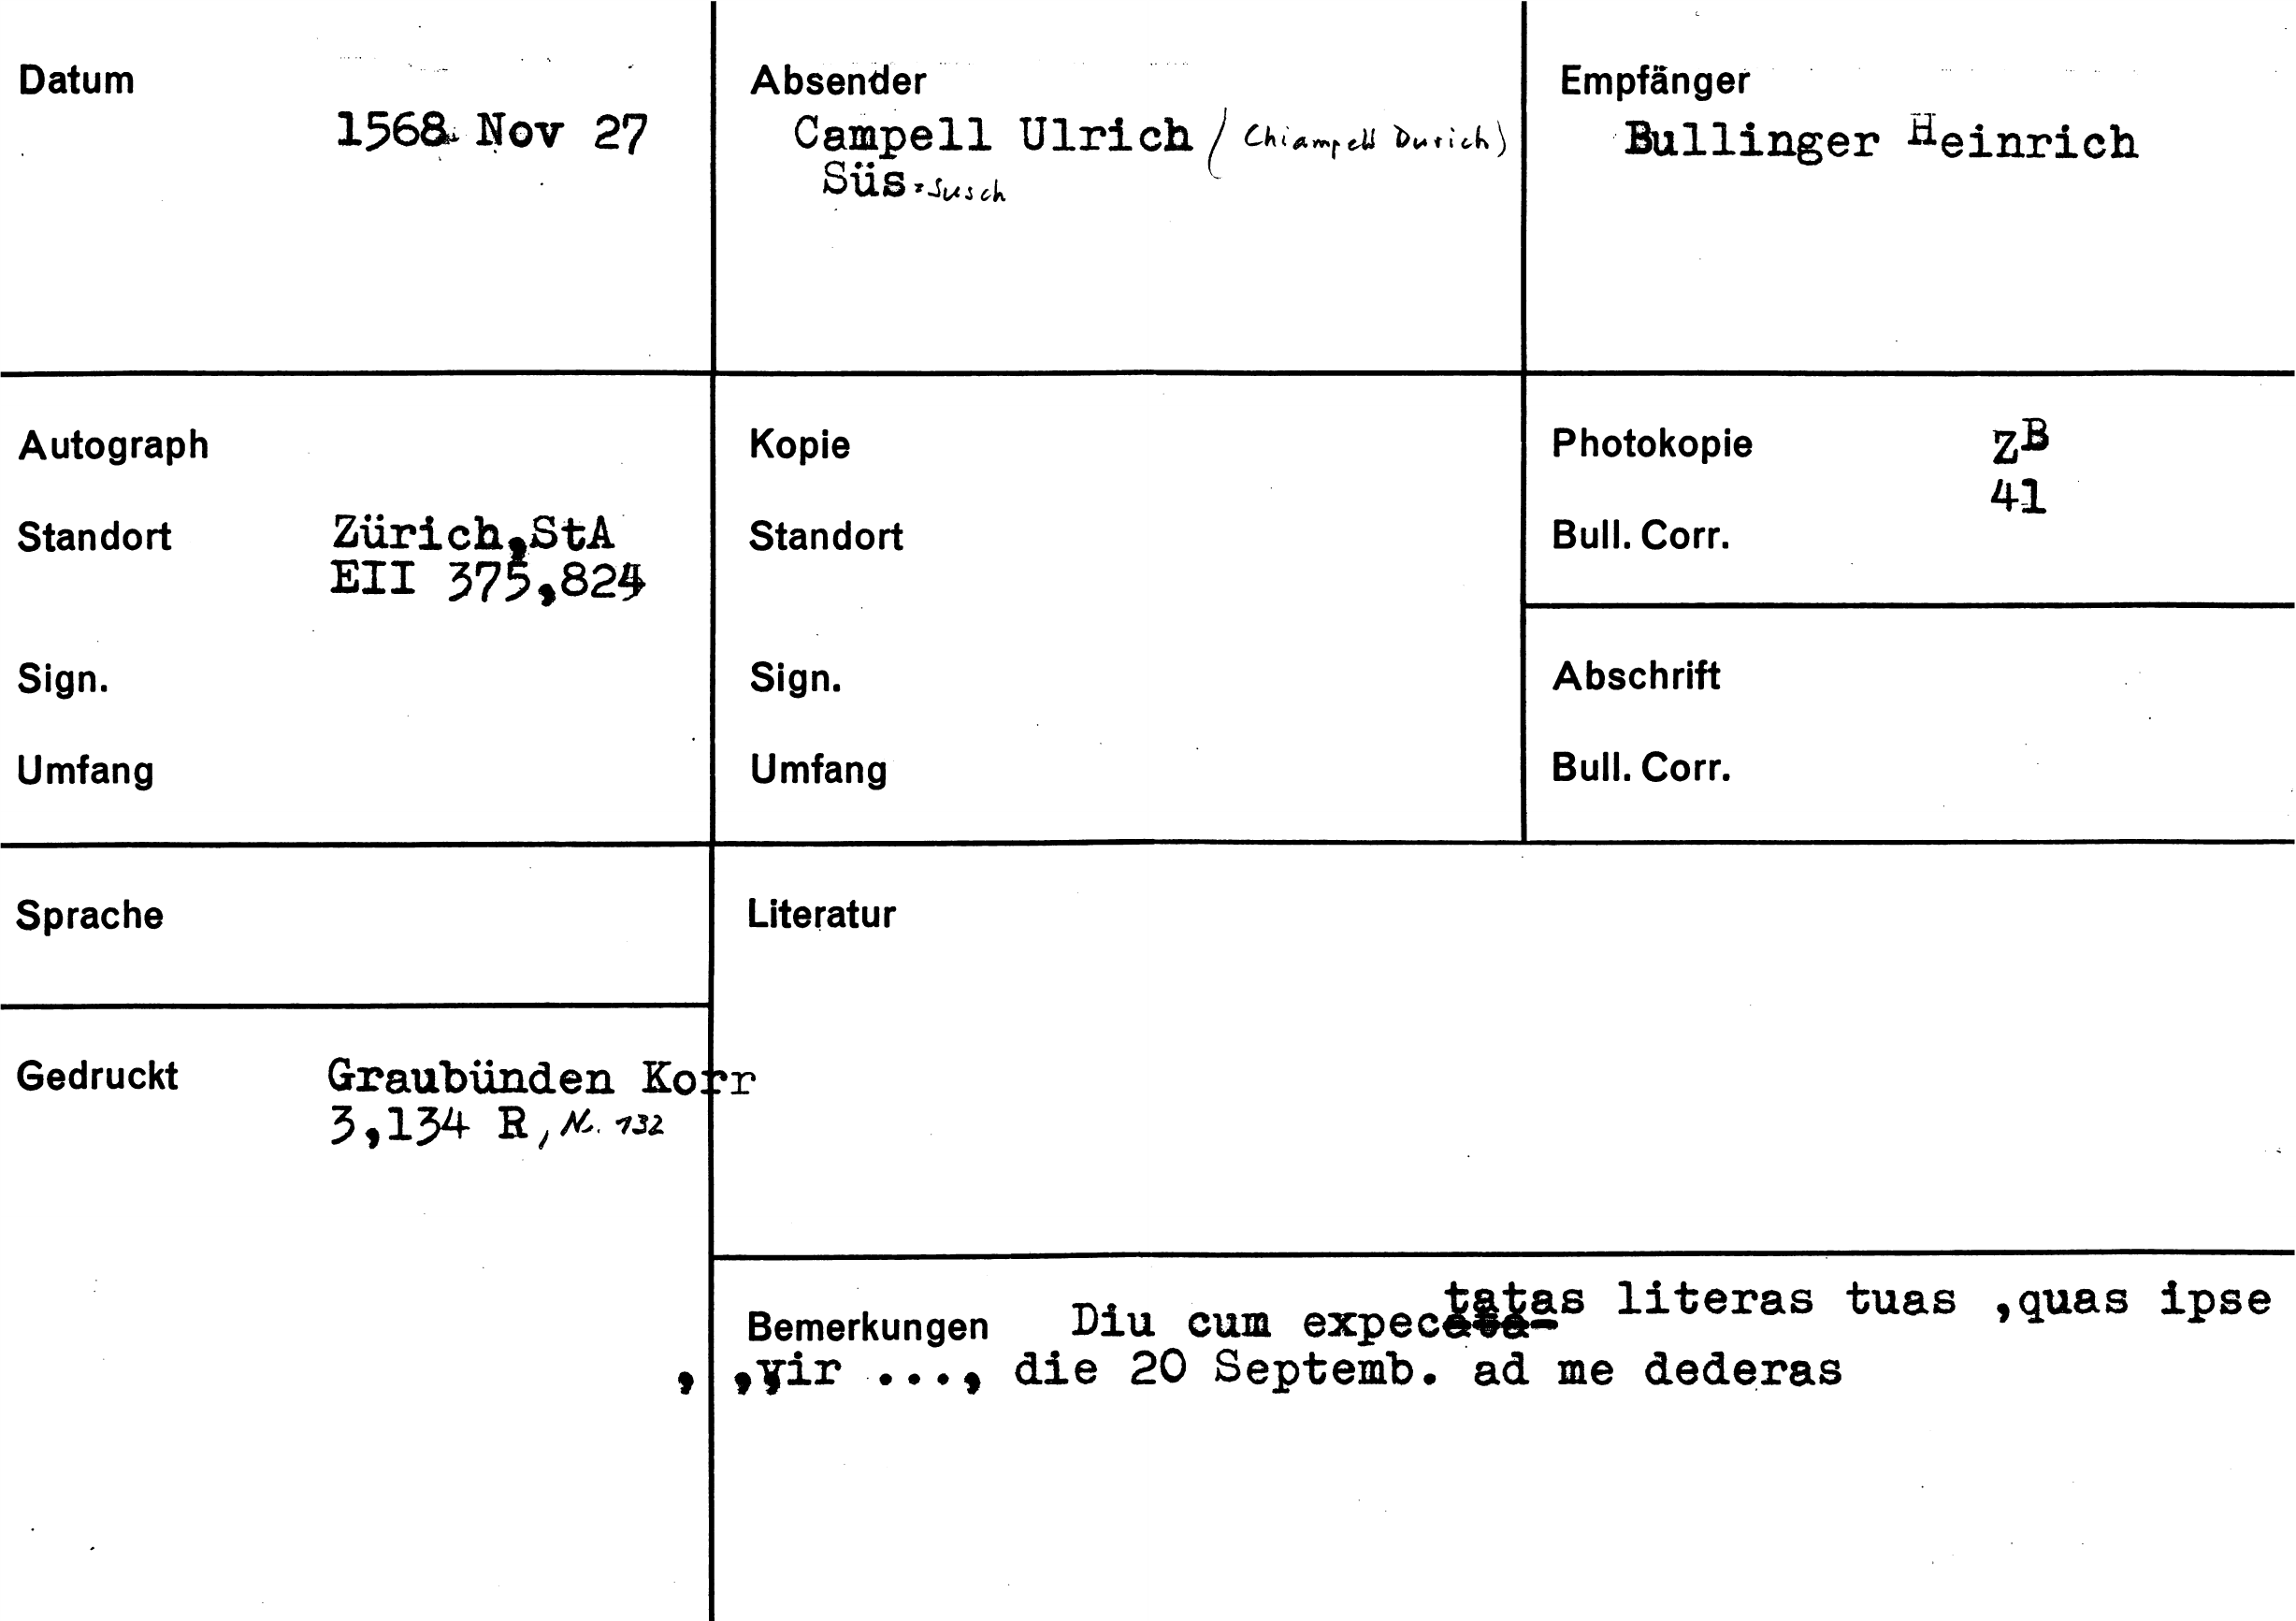 Datum
1568 Nov 27
Absender
Campell Ulrich (Chiampell Durich)
Süs = Susch
Empfänger
Bullinger Heinrich
Autograph
Standort Zürich,StA
EII 375,824
Sign.
Umfang
Kopie
Standort
Sign.
Umfang
Photokopie ZB
41
Bull. Corr.
Abschrift
Bull. Corr.
Sprache
Literatur
Gedruckt Graubünden Korr
3,134 R, Nr. 132
Bemerkungen Diu cum expectatas literas tuas ,quas ipse
, ,vir ..., die 20 Septemb. ad me dederas